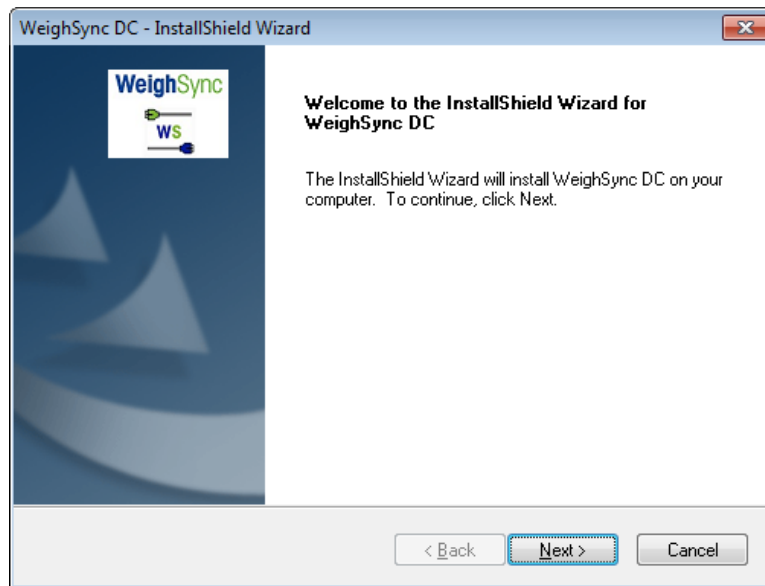 WeighSync DC - InstallShield Wizard
WeighSync
WS
Welcome to the InstallShield Wizard for
WeighSync DC
The InstallShield Wizard will install WeighSync DC on your
computer. To continue, click Next.
< Back
Next >
Cancel